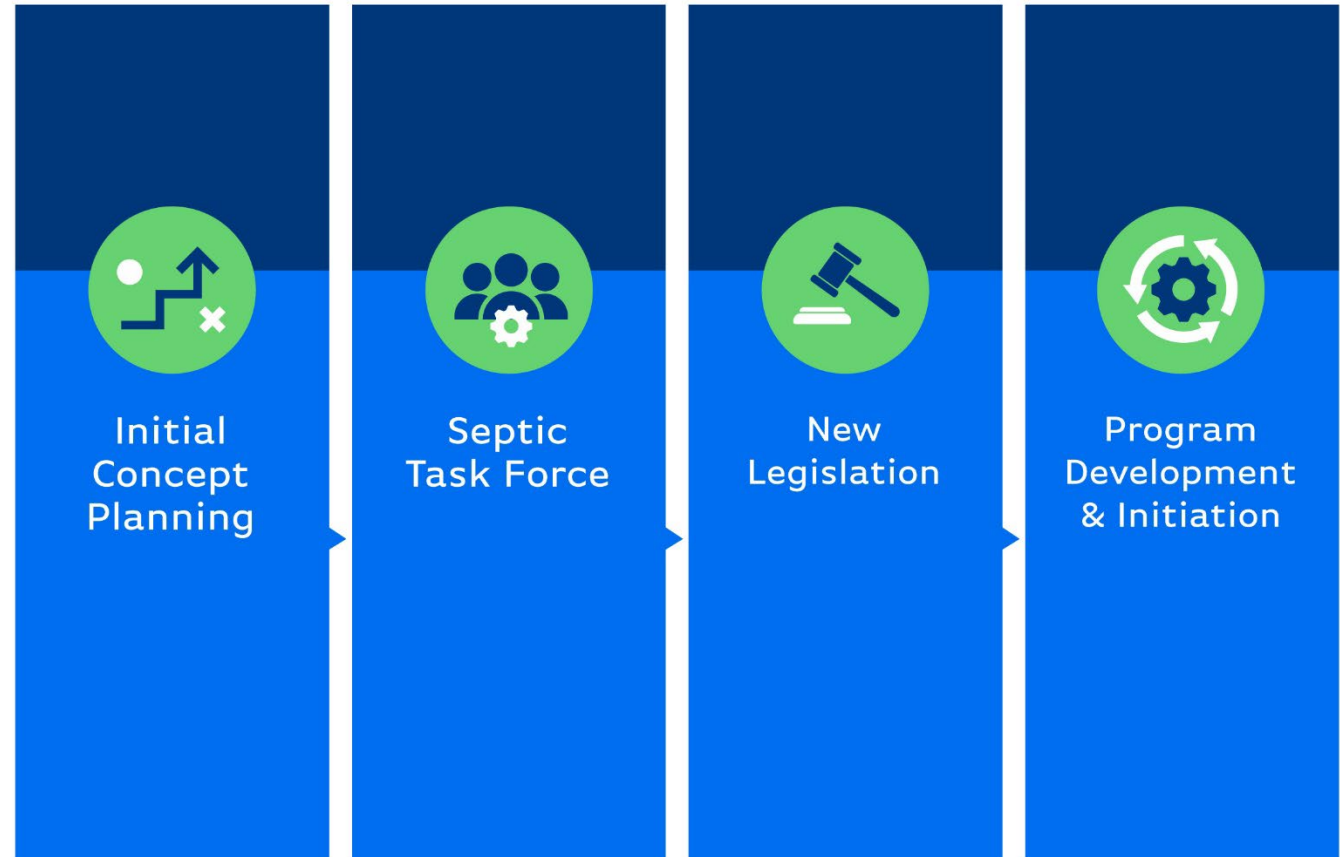 Initial
Concept
Planning
Septic
Task Force
New
Legislation
Program
Development
& Initiation